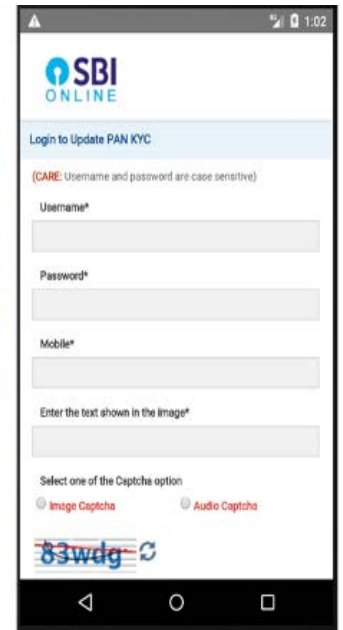 1:02
SBI
ONLINE
Login to Update PAN KYC
(CARE: Username and password are case sensitive)
Username*
Password*
Mobile*
Enter the text shown in the image*
Select one of the Captcha option
Image Captcha Audio Captcha
83wdg